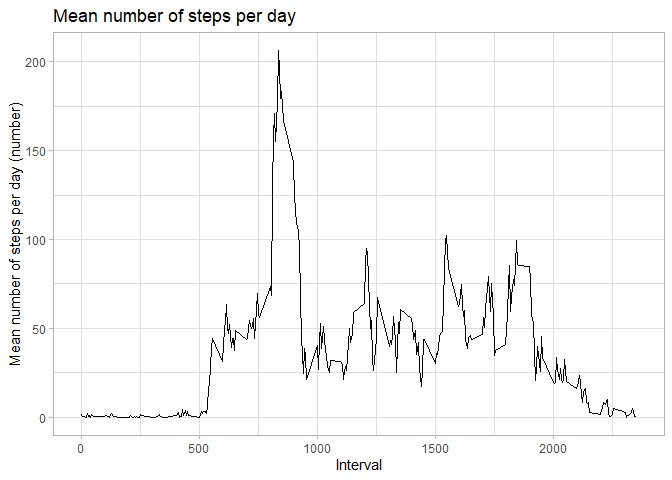 Mean number of steps per day
Mean number of steps per day (number)
200
150
100
50
0
0 500 1000 1500 2000
Interval